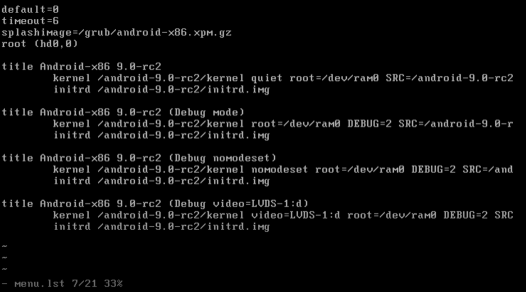 default=0
timeout=6
splashimage=/grub/android-x86.xpm.gz
root (hd0,0)
title Android-x86 9.0-rc2
kernel /android-9.0-rc2/kernel quiet root=/dev/ram0 SRC=/android-9.0-rc2
initrd /android-9.0-rc2/initrd.img
title Android-x86 9.0-rc2 (Debug mode)
kernel /android-9.0-rc2/kernel root=/dev/ram0 DEBUG=2 SRC=/android-9.0-r
initrd /android-9.0-rc2/initrd.img
title Android-x86 9.0-rc2 (Debug nomodeset)
kernel /android-9.0-rc2/kernel nomodeset root=/dev/ram0 DEBUG=2 SRC=/and
initrd /android-9.0-rc2/initrd.img
title Android-x86 9.0-rc2 (Debug video=LVDS-1:d)
kernel /android-9.0-rc2/kernel video=LVDS-1:d root=/dev/ram0 DEBUG=2 SRC
initrd /android-9.0-rc2/initrd.img
~
~
~
- menu.lst 7/21 33%